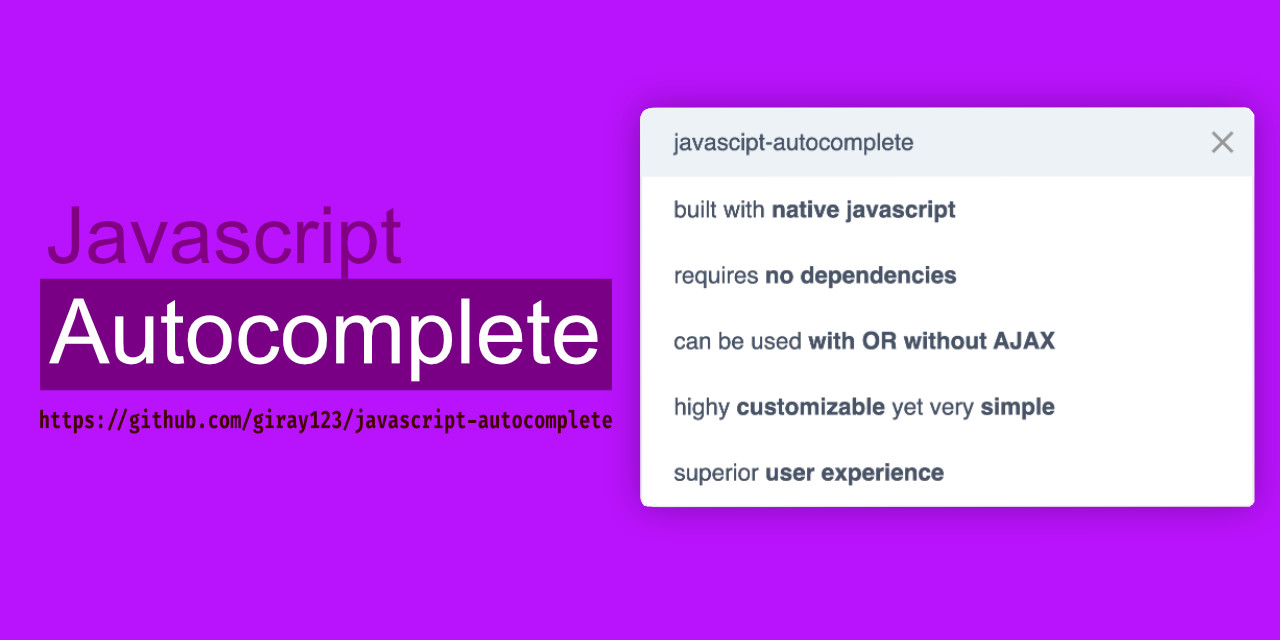 Javascript
Autocomplete
https://github.com/giray123/javascript-autocomplete
javascipt-autocomplete
built with native javascript
requires no dependencies
can be used with OR without AJAX
highy customizable yet very simple
superior user experience